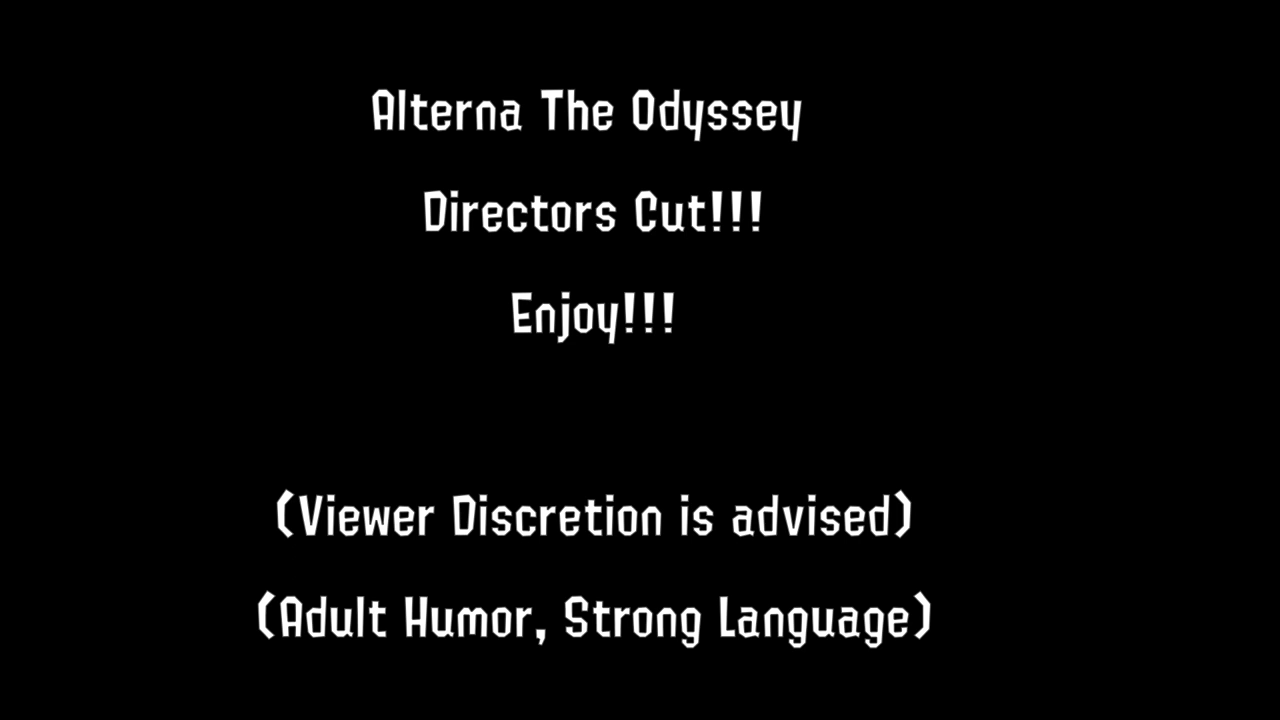 Alterna The Odyssey
Directors Cut!!!
Enjoy!!!
(Viewer Discretion is advised)
(Adult Humor, Strong Language)